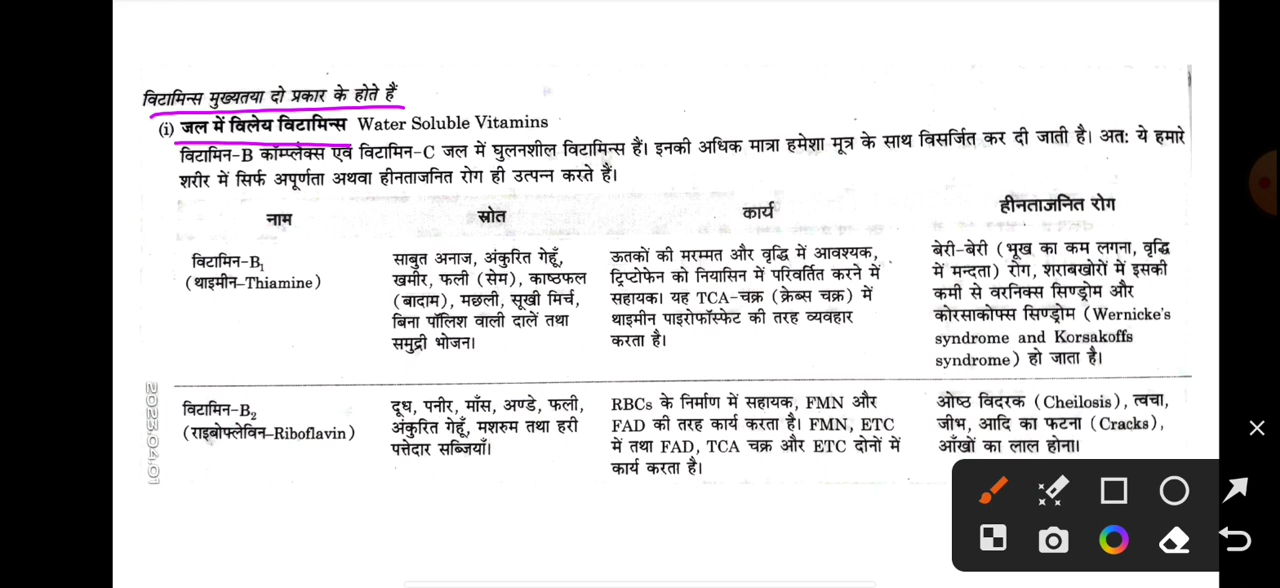 विटामिन्स मुख्यतया दो प्रकार के होते हैं
(i) जल में विलेय विटामिन्स Water Soluble Vitamins
विटामिन-B कॉम्प्लेक्स एवं विटामिन-C जल में घुलनशील विटामिन्स हैं। इनकी अधिक मात्रा हमेशा मूत्र के साथ विसर्जित कर दी जाती है। अतः ये हमारे
शरीर में सिर्फ अपूर्णता अथवा हीनताजनित रोग ही उत्पन्न करते हैं।
नाम स्रोत कार्य हीनताजनित रोग
विटामिन-B₁
(थाइमीन–Thiamine)
साबुत अनाज, अंकुरित गेहूँ,
खमीर, फली (सेम), काष्ठफल
(बादाम), मछली, सूखी मिर्च,
बिना पॉलिश वाली दालें तथा
समुद्री भोजन।
ऊतकों की मरम्मत और वृद्धि में आवश्यक,
ट्रिप्टोफेन को नियासिन में परिवर्तित करने में
सहायक। यह TCA-चक्र (क्रेब्स चक्र) में
थाइमीन पाइरोफॉस्फेट की तरह व्यवहार
करता है।
बेरी-बेरी (भूख का कम लगना, वृद्धि
में मन्दता) रोग, शराबखोरों में इसकी
कमी से वरनिक्स सिण्ड्रोम और
कोरसाकोफ्स सिण्ड्रोम (Wernicke's
syndrome and Korsakoffs
syndrome) हो जाता है।
विटामिन-B₂
(राइबोफ्लेविन–Riboflavin)
दूध, पनीर, माँस, अण्डे, फली,
अंकुरित गेहूँ, मशरुम तथा हरी
पत्तेदार सब्जियाँ।
RBCs के निर्माण में सहायक, FMN और
FAD की तरह कार्य करता है। FMN, ETC
में तथा FAD, TCA चक्र और ETC दोनों में
कार्य करता है।
ओष्ठ विदरक (Cheilosis), त्वचा,
जीभ, आदि का फटना (Cracks),
आँखों का लाल होना।
2023.04.01